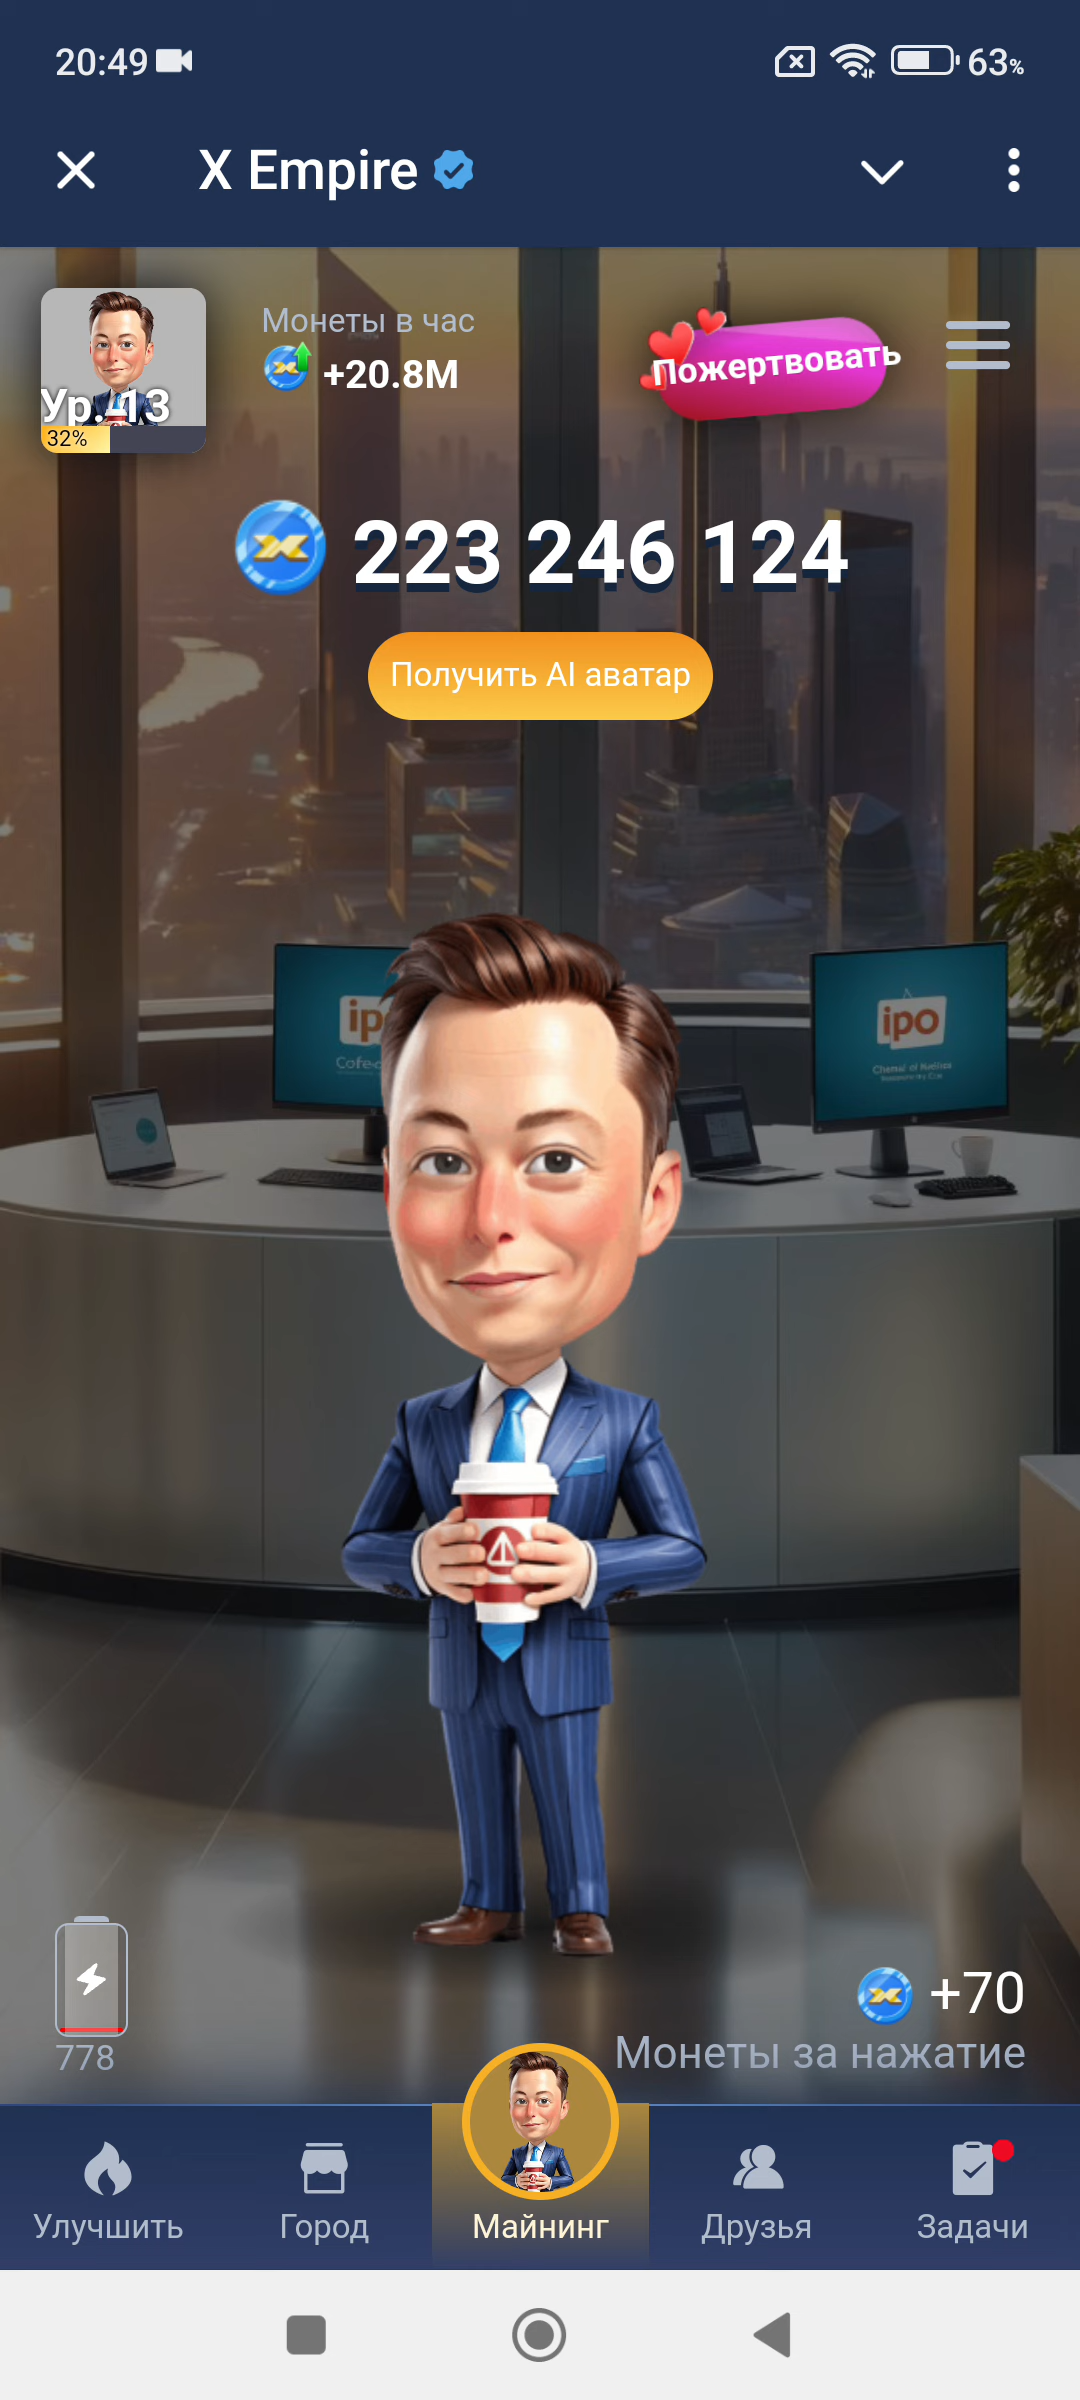 20:49
63%
X Empire
Монеты в час
+20.8M
Пожертвовать
Ур. 13
32%
223 246 124
Получить AI аватар
ipo
ipo
+70
Монеты за нажатие
778
Улучшить
Город
Майнинг
Друзья
Задачи